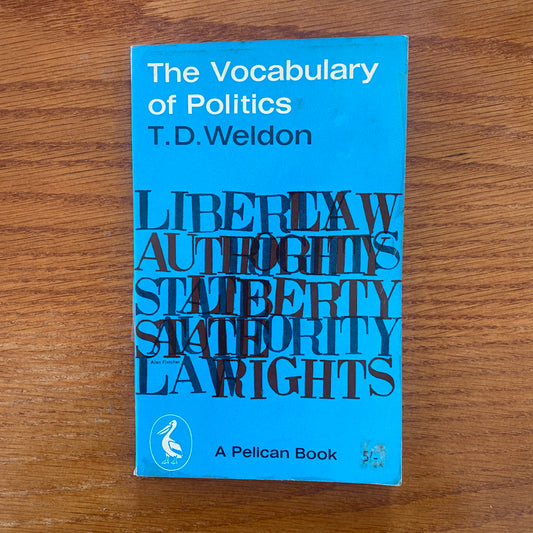 The Vocabulary
of Politics
T.D.Weldon
LIBERTY LAW
AUTHORITY RIGHTS
STATE LIBERTY
STATE AUTHORITY
Alan Fletcher
LAW RIGHTS
A Pelican Book
5/-